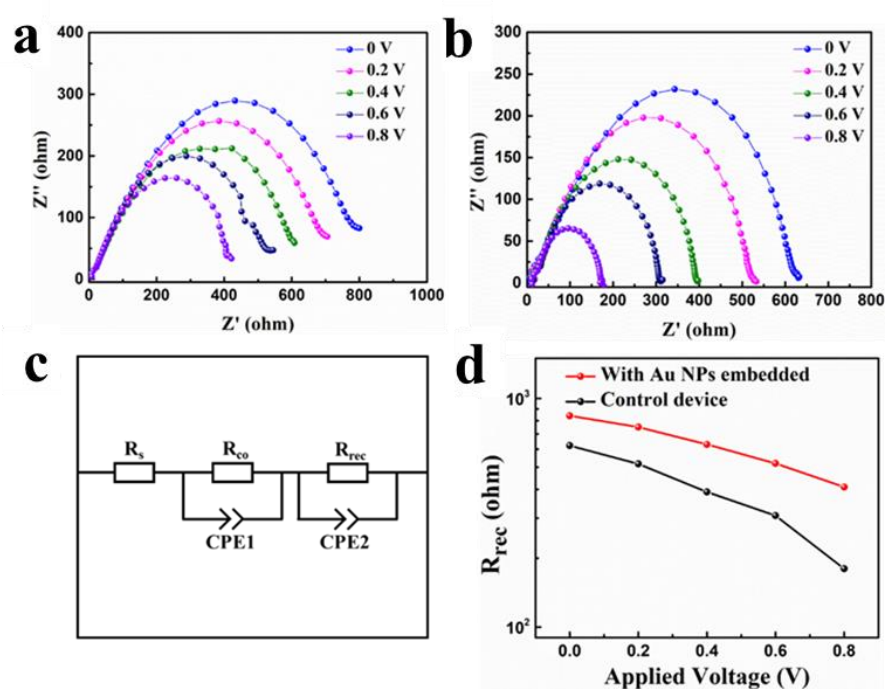 a
400
300
200
100
0
Z'' (ohm)
0 200 400 600 800 1000
Z' (ohm)
0 V
0.2 V
0.4 V
0.6 V
0.8 V
b
300
250
200
150
100
50
0
Z'' (ohm)
0 100 200 300 400 500 600 700 800
Z' (ohm)
0 V
0.2 V
0.4 V
0.6 V
0.8 V
c
Rs Rco Rrec
CPE1 CPE2
d
With Au NPs embedded
Control device
10³
10²
Rrec (ohm)
0.0 0.2 0.4 0.6 0.8
Applied Voltage (V)